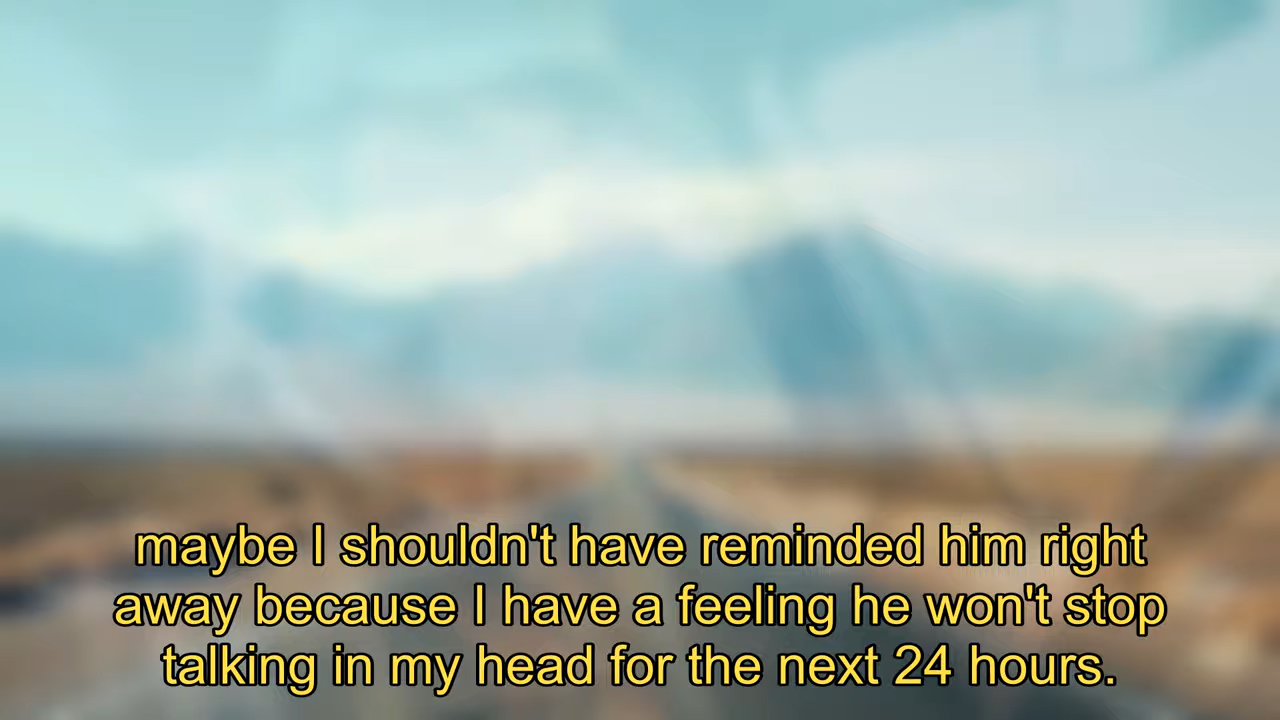 maybe I shouldn't have reminded him right
away because I have a feeling he won't stop
talking in my head for the next 24 hours.